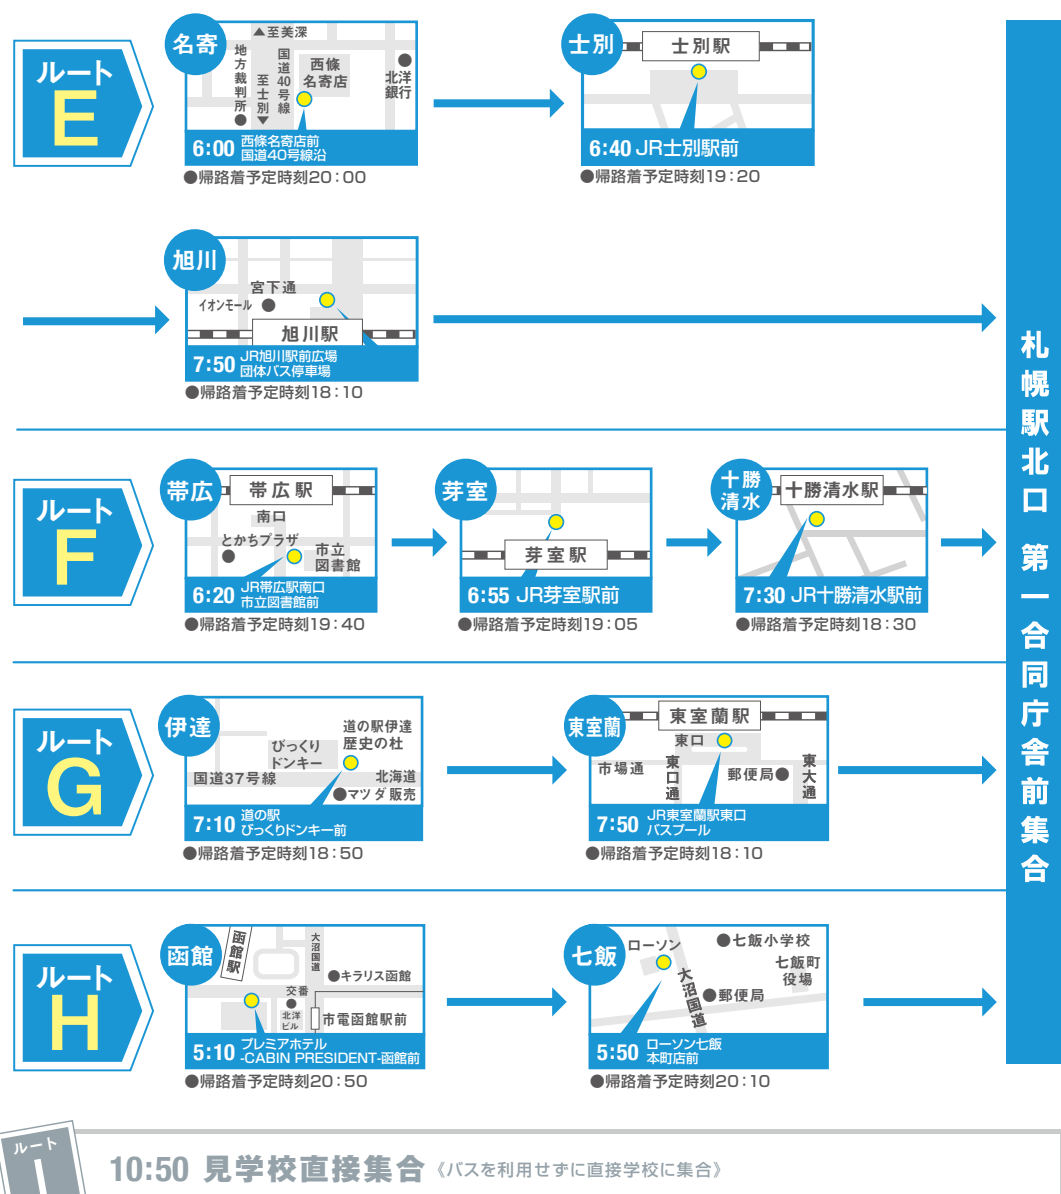 ルート
E
名寄
▲至美深
地方裁判所
至士別▼
国道40号線
西條
名寄店
北洋
銀行
6:00 西條名寄店前
国道40号線沿
●帰路着予定時刻20:00
士別
士別駅
6:40 JR士別駅前
●帰路着予定時刻19:20
旭川
宮下通
イオンモール
旭川駅
7:50 JR旭川駅前広場
団体バス停車場
●帰路着予定時刻18:10
ルート
F
帯広
帯広駅
南口
とかちプラザ
市立
図書館
6:20 JR帯広駅南口
市立図書館前
●帰路着予定時刻19:40
芽室
芽室駅
6:55 JR芽室駅前
●帰路着予定時刻19:05
十勝
清水
十勝清水駅
7:30 JR十勝清水駅前
●帰路着予定時刻18:30
ルート
G
伊達
道の駅伊達
歴史の杜
びっくり
ドンキー
国道37号線
北海道
●マツダ販売
7:10 道の駅
びっくりドンキー前
●帰路着予定時刻18:50
東室蘭
東室蘭駅
東口
市場通
東口通
郵便局●
東大通
7:50 JR東室蘭駅東口
バスプール
●帰路着予定時刻18:10
ルート
H
函館
函館駅
大沼国道
●キラリス函館
交番
北洋
ビル
市電函館駅前
5:10 プレミアホテル
-CABIN PRESIDENT-函館前
●帰路着予定時刻20:50
七飯
ローソン
●七飯小学校
七飯町
役場
大沼国道
●郵便局
5:50 ローソン七飯
本町店前
●帰路着予定時刻20:10
札幌駅北口 第一合同庁舎前集合
ルート
I
10:50 見学校直接集合《バスを利用せずに直接学校に集合》